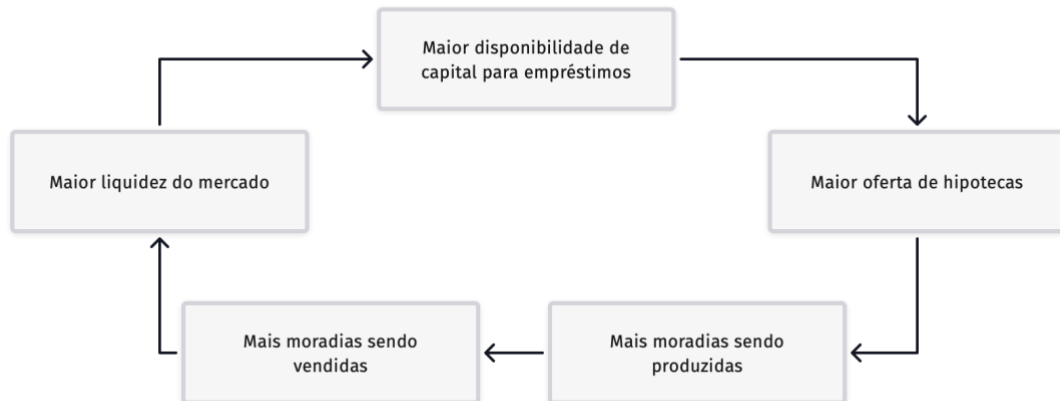 Maior disponibilidade de
capital para empréstimos
Maior liquidez do mercado
Maior oferta de hipotecas
Mais moradias sendo
vendidas
Mais moradias sendo
produzidas